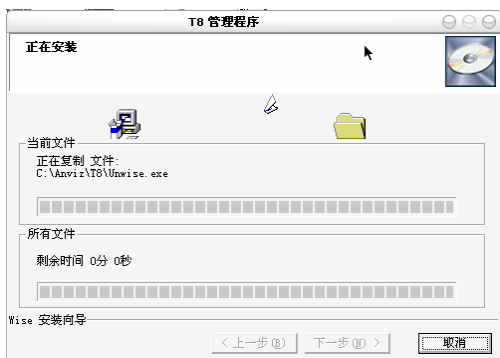 T8 管理程序
正在安装
当前文件
正在复制 文件:
C:\Anviz\T8\Unwise.exe
所有文件
剩余时间 0分 0秒
Wise 安装向导
< 上一步(B)
下一步(N) >
取消